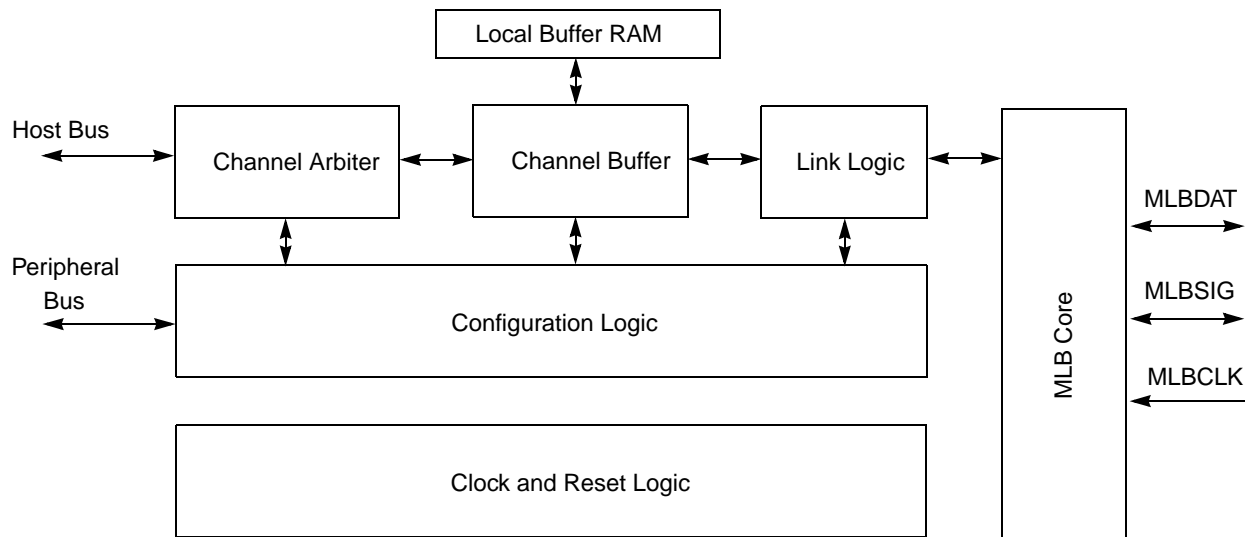 Local Buffer RAM
Host Bus
Channel Arbiter
Channel Buffer
Link Logic
MLBDAT
Peripheral
Bus
MLBSIG
Configuration Logic
MLB Core
MLBCLK
Clock and Reset Logic